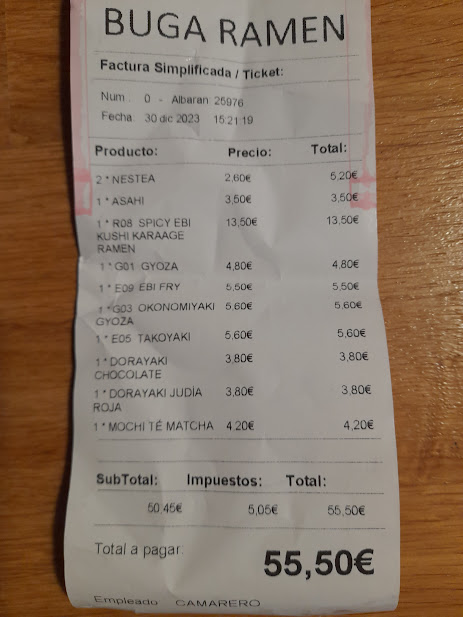 BUGA RAMEN
Factura Simplificada / Ticket:
Num 0 - Albaran 25976
Fecha 30 dic 2023 15:21:19
Producto: Precio: Total:
2 * NESTEA 2,60€ 5,20€
1 * ASAHI 3,50€ 3,50€
1 * R08 SPICY EBI 13,50€ 13,50€
KUSHI KARAAGE
RAMEN
1 * G01 GYOZA 4,80€ 4,80€
1 * E09 EBI FRY 5,50€ 5,50€
1 * G03 OKONOMIYAKI 5,60€ 5,60€
GYOZA
1 * E05 TAKOYAKI 5,60€ 5,60€
1 * DORAYAKI 3,80€ 3,80€
CHOCOLATE
1 * DORAYAKI JUDÍA 3,80€ 3,80€
ROJA
1 * MOCHI TÉ MATCHA 4,20€ 4,20€
SubTotal: Impuestos: Total:
50,45€ 5,05€ 55,50€
Total a pagar: 55,50€
Empleado CAMARERO